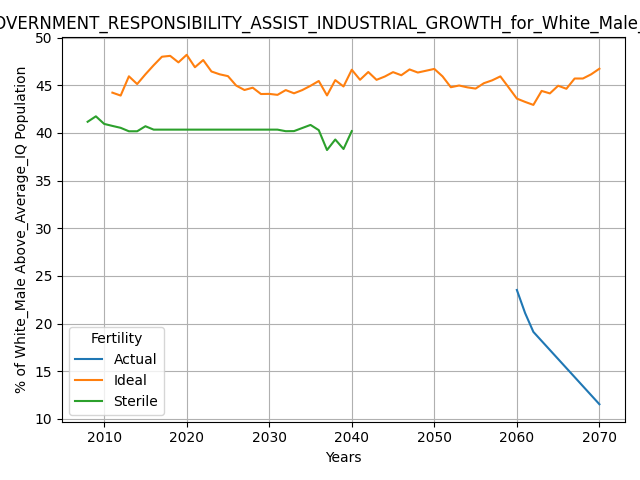 OVERNMENT_RESPONSIBILITY_ASSIST_INDUSTRIAL_GROWTH_for_White_Male_
% of White_Male Above_Average_IQ Population
50
45
40
35
30
25
20
15
10
Fertility
Actual
Ideal
Sterile
2010 2020 2030 2040 2050 2060 2070
Years